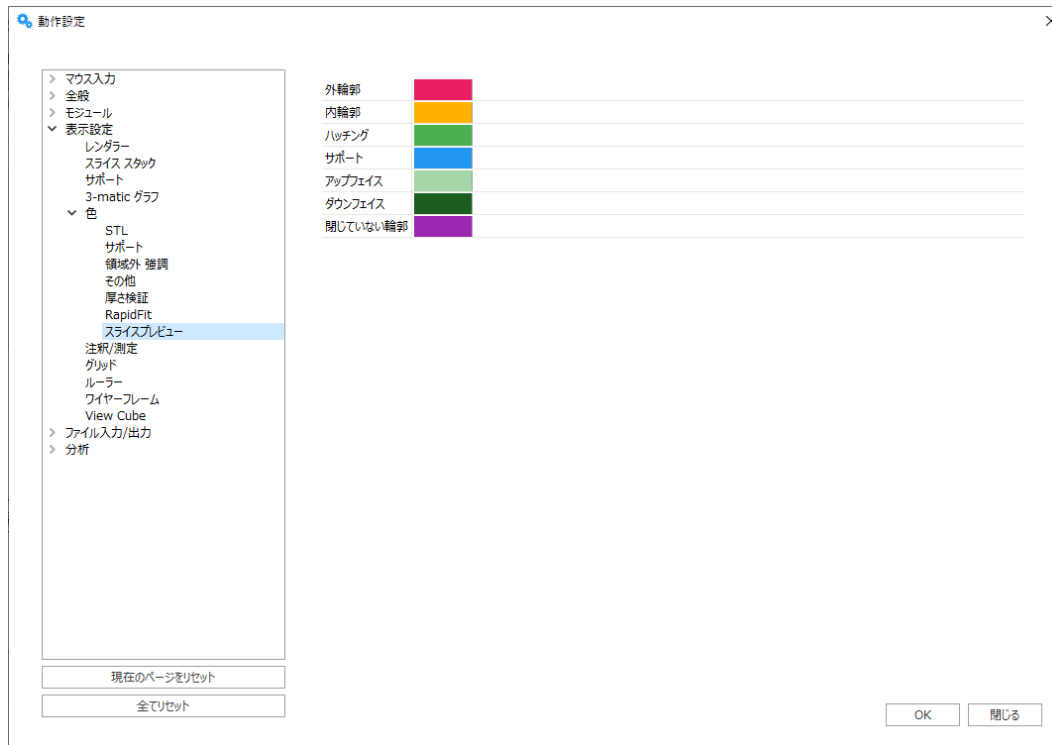 動作設定
マウス入力
全般
モジュール
表示設定
レンダラー
スライス スタック
サポート
3-matic グラフ
色
STL
サポート
領域外 強調
その他
厚さ検証
RapidFit
スライスプレビュー
注釈/測定
グリッド
ルーラー
ワイヤーフレーム
View Cube
ファイル入力/出力
分析
外輪郭
内輪郭
ハッチング
サポート
アップフェイス
ダウンフェイス
閉じていない輪郭
現在のページをリセット
全てリセット
OK
閉じる